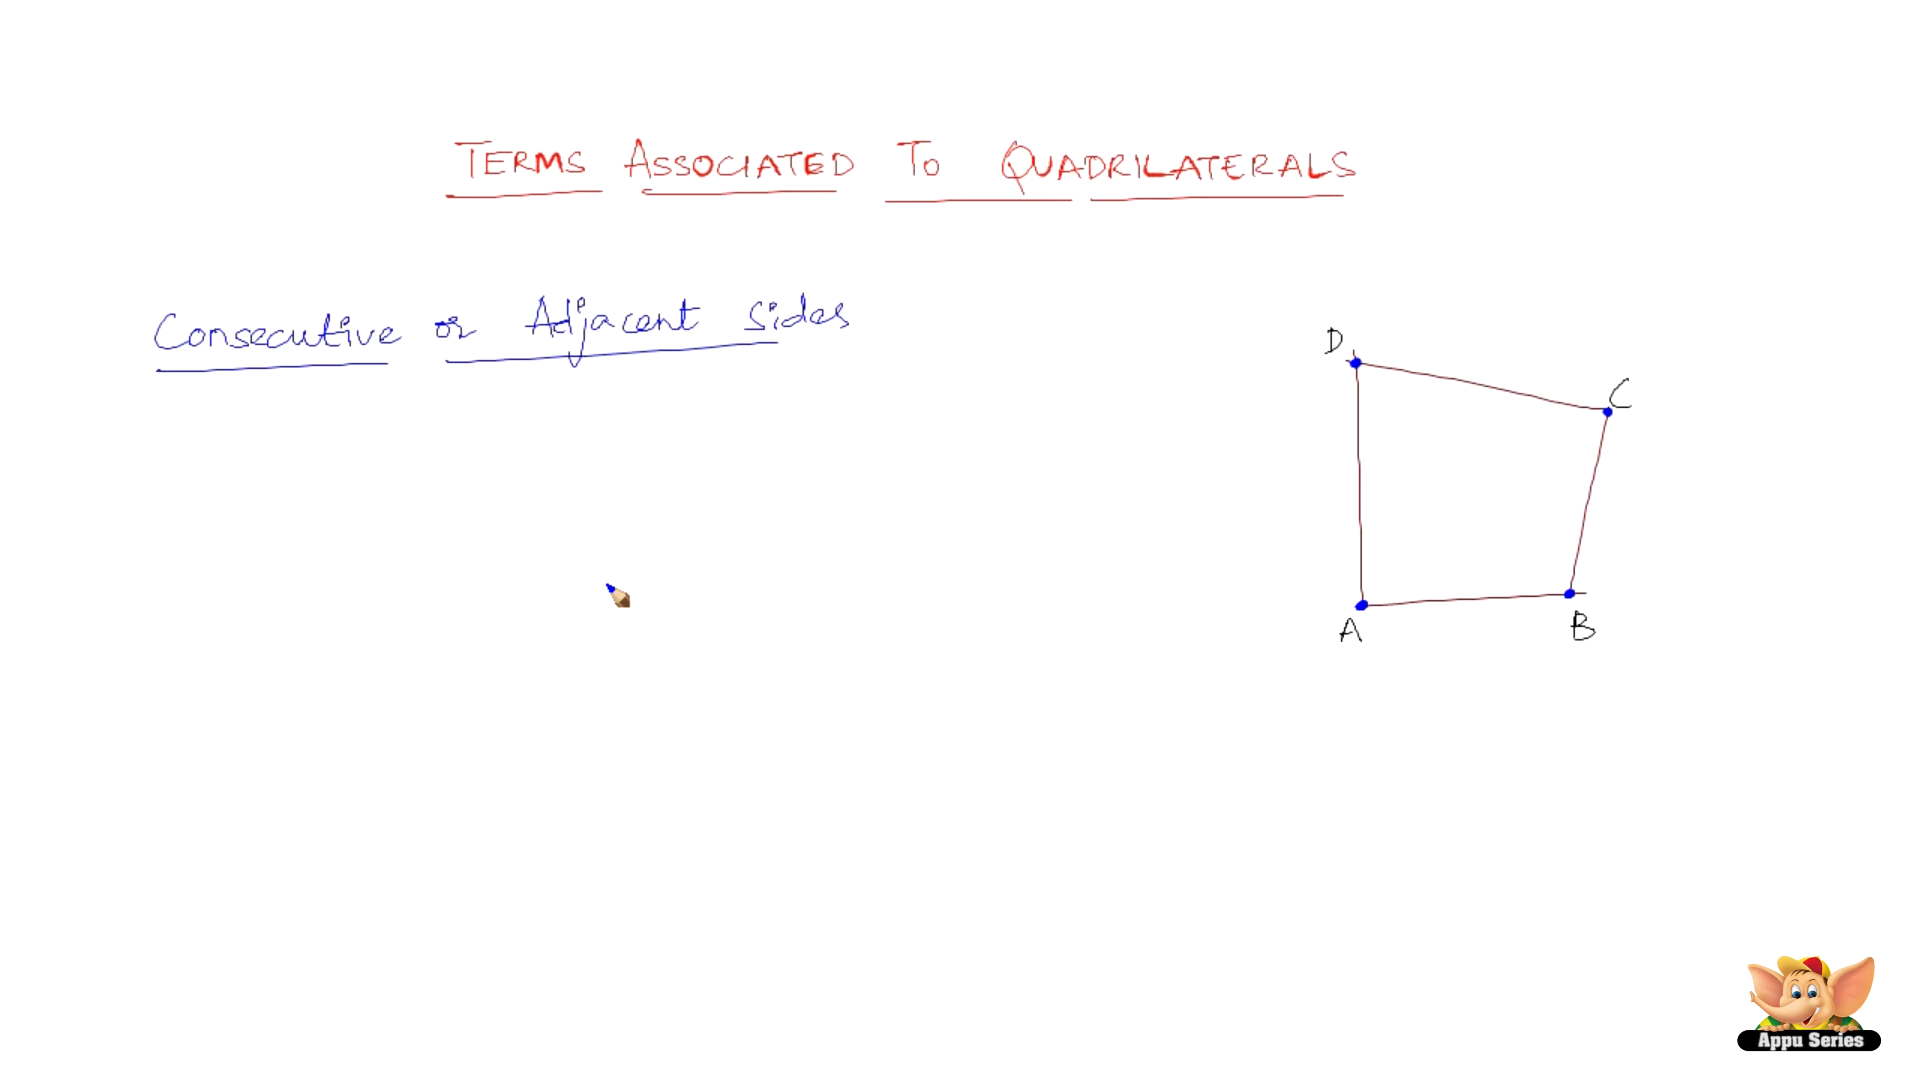 TERMS ASSOCIATED TO QUADRILATERALS
Consecutive or Adjacent sides
D
C
A
B
Appu Series